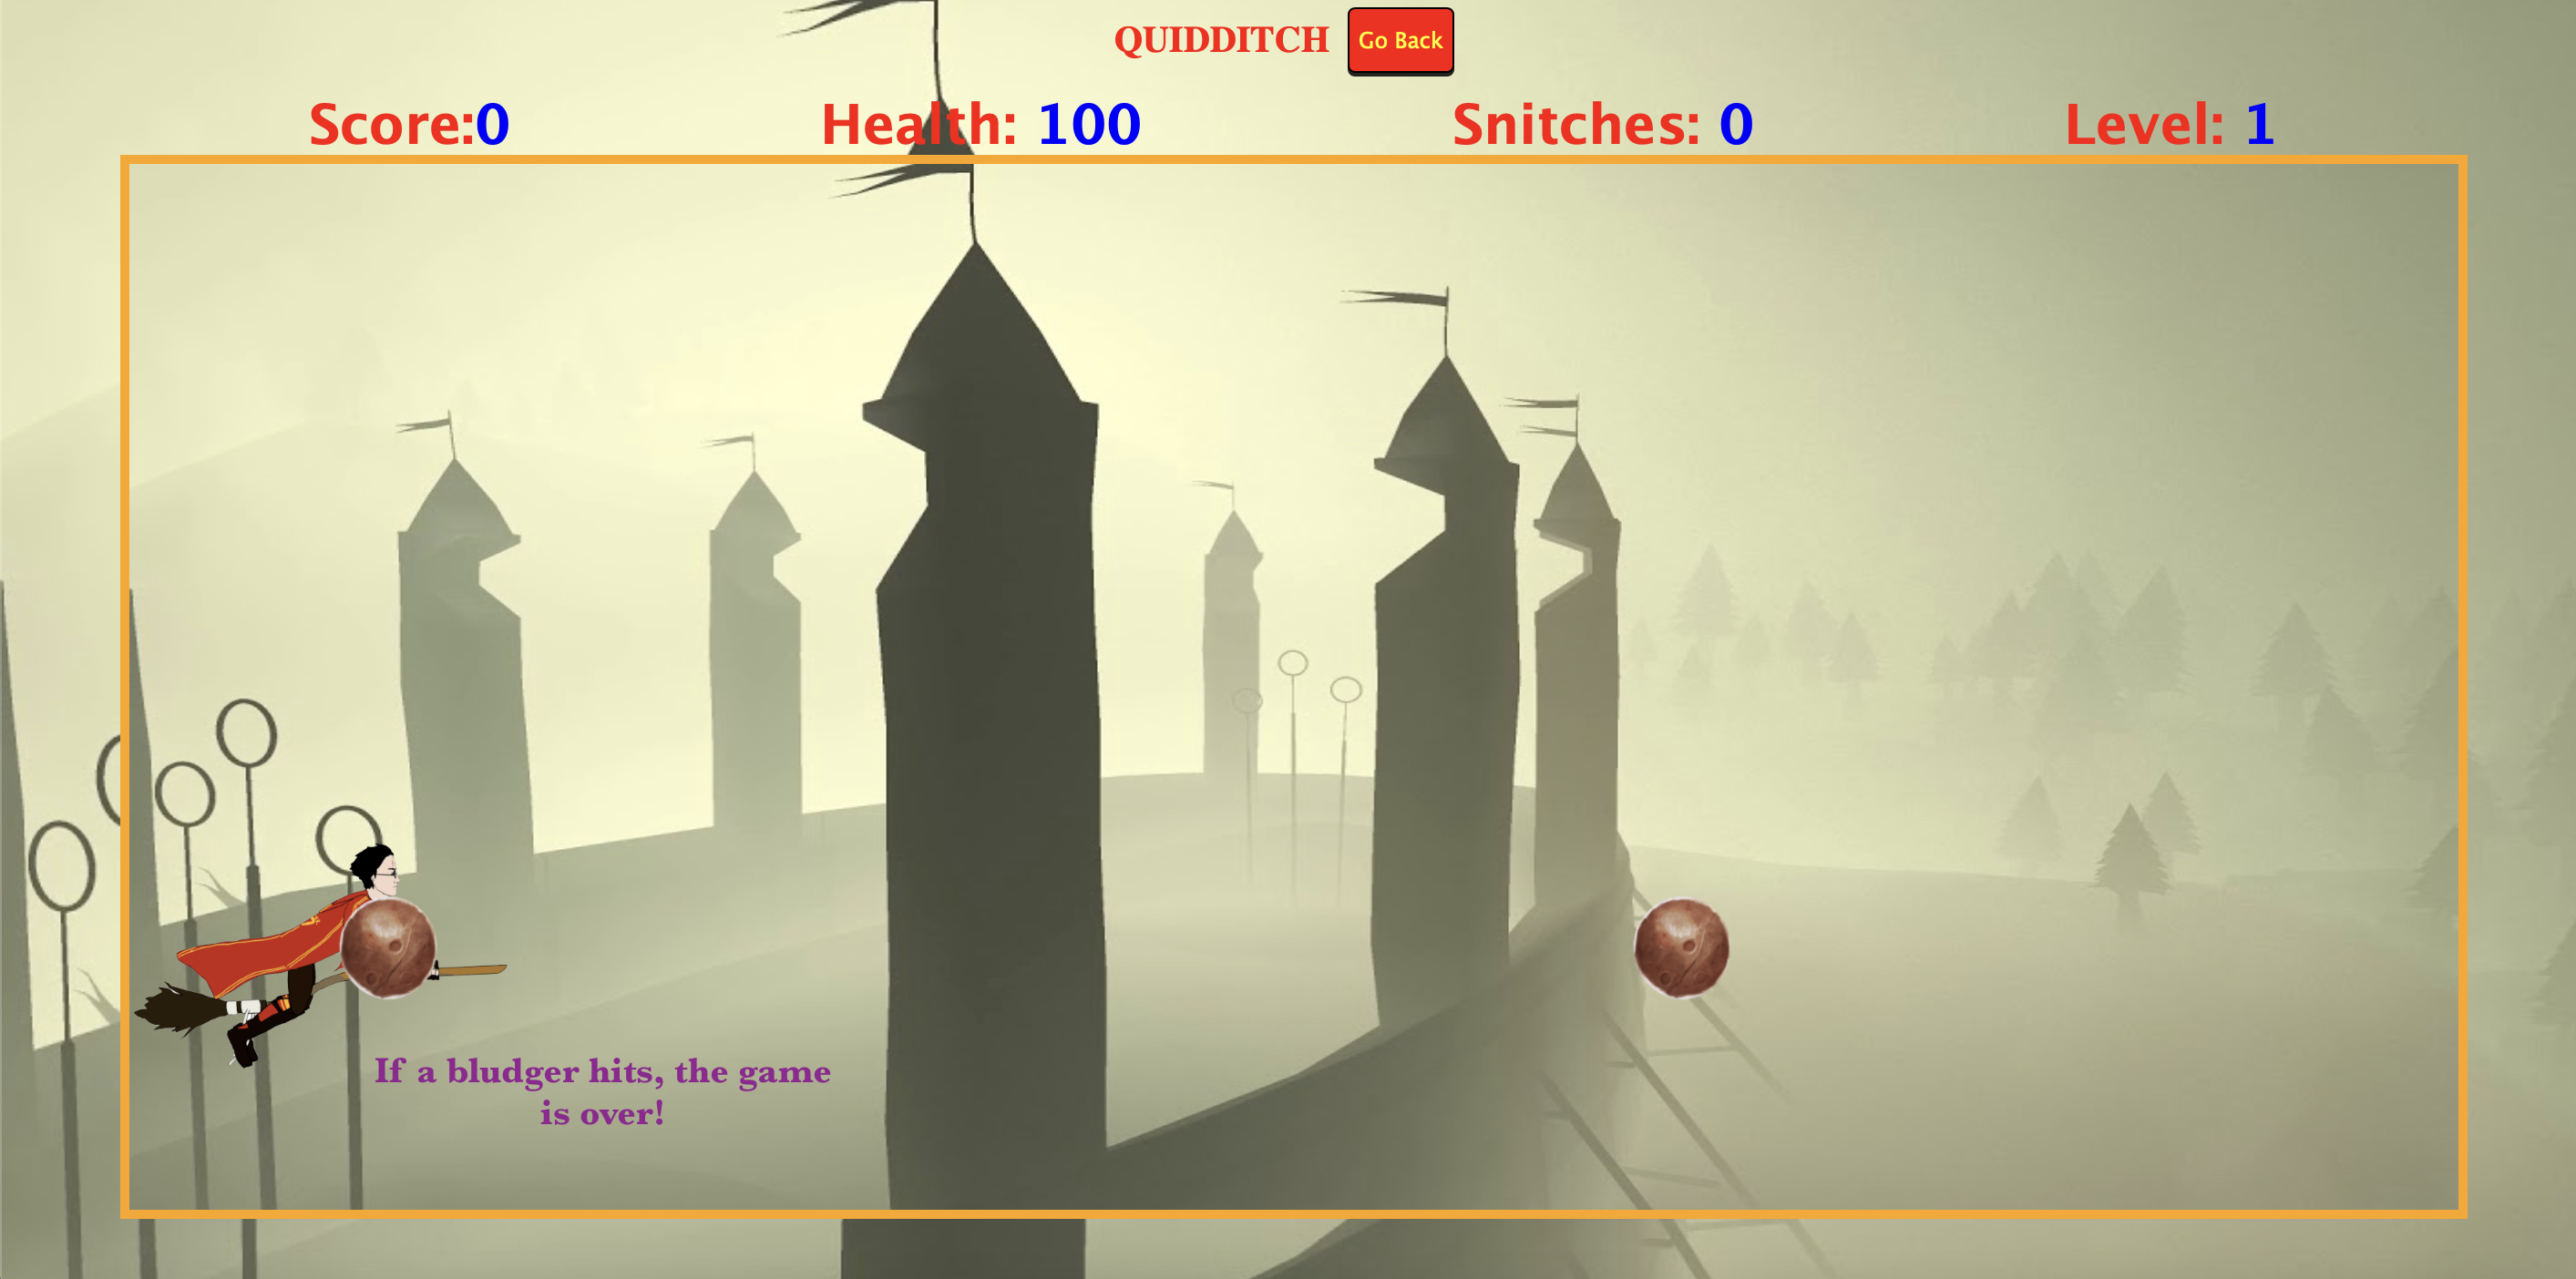 QUIDDITCH Go Back
Score:0 Health: 100 Snitches: 0 Level: 1
If a bludger hits, the game
is over!